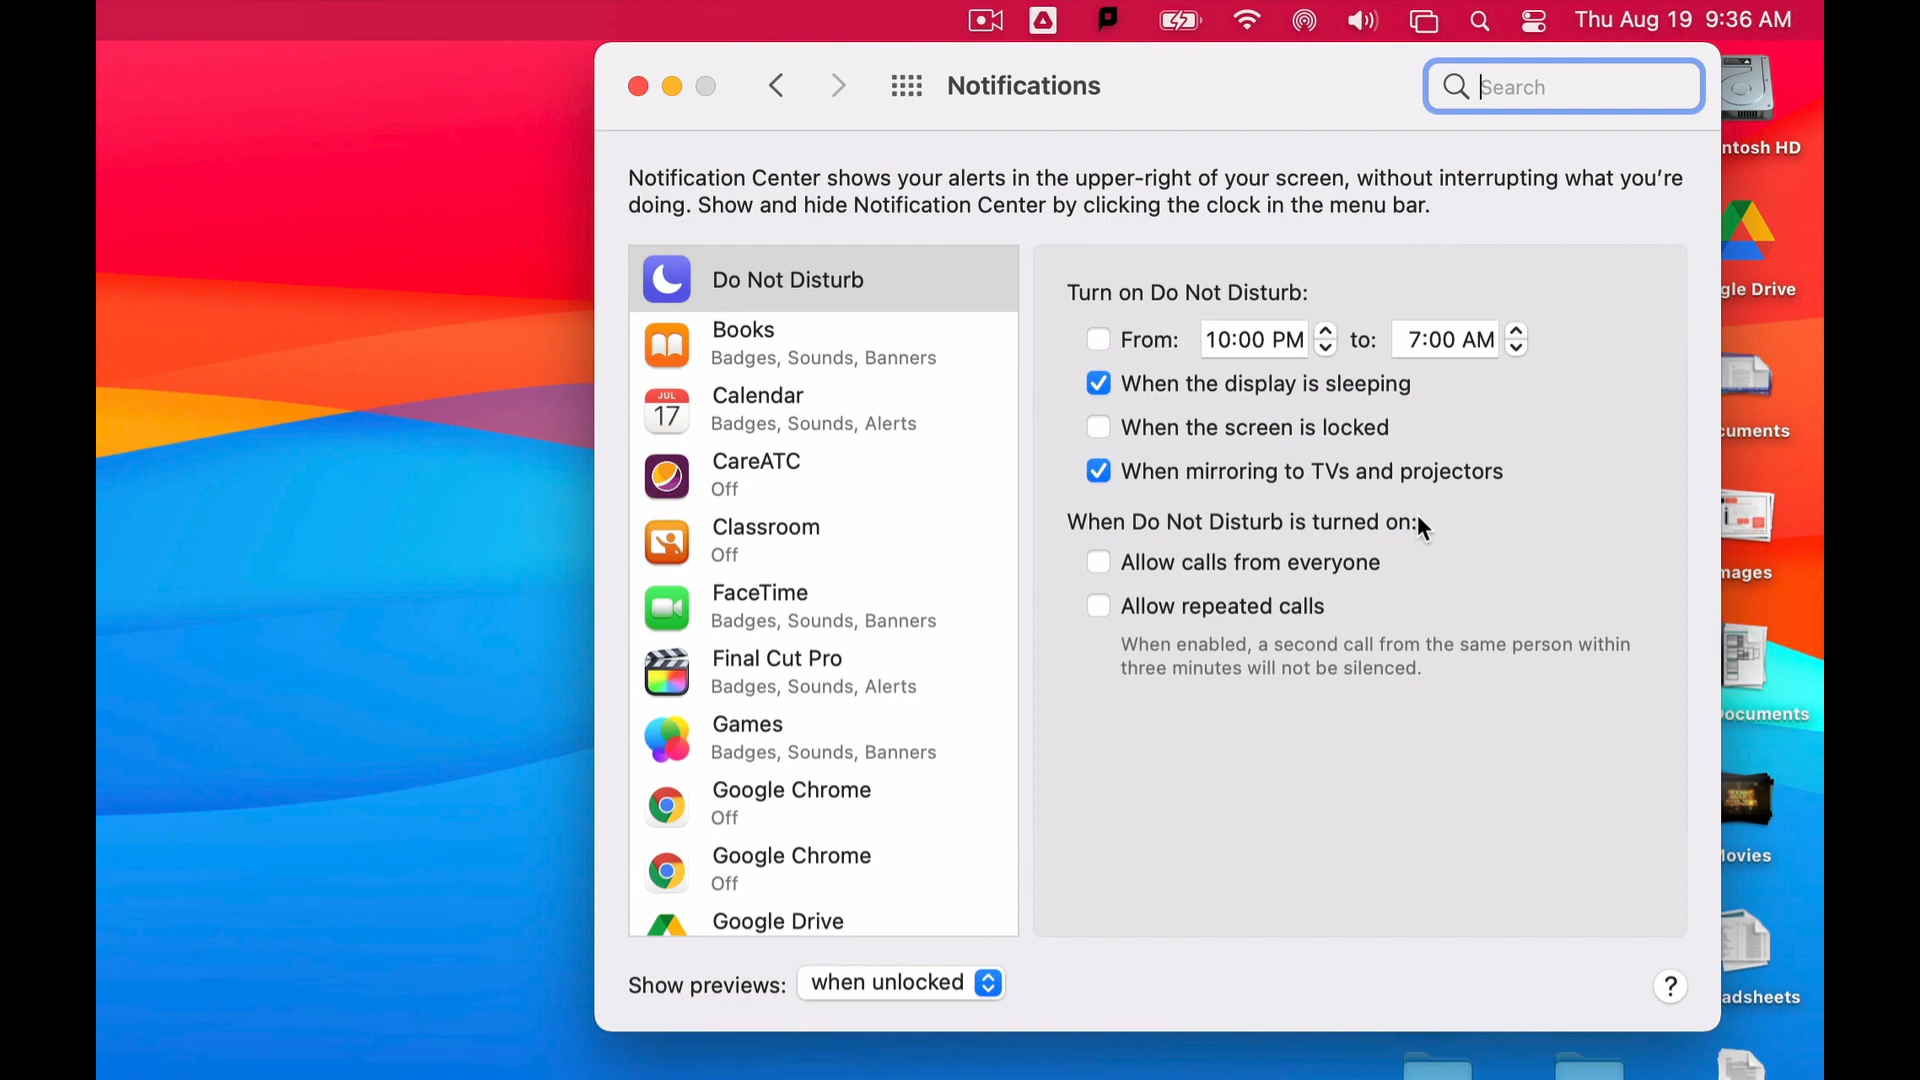 Thu Aug 19 9:36 AM
Notifications
Search
ntosh HD
Notification Center shows your alerts in the upper-right of your screen, without interrupting what you're
doing. Show and hide Notification Center by clicking the clock in the menu bar.
Do Not Disturb
Books
Badges, Sounds, Banners
JUL
17
Calendar
Badges, Sounds, Alerts
CareATC
Off
Classroom
Off
FaceTime
Badges, Sounds, Banners
Final Cut Pro
Badges, Sounds, Alerts
Games
Badges, Sounds, Banners
Google Chrome
Off
Google Chrome
Off
Google Drive
Turn on Do Not Disturb:
From: 10:00 PM to: 7:00 AM
When the display is sleeping
When the screen is locked
When mirroring to TVs and projectors
When Do Not Disturb is turned on:
Allow calls from everyone
Allow repeated calls
When enabled, a second call from the same person within
three minutes will not be silenced.
Show previews: when unlocked
?
gle Drive
cuments
mages
ocuments
lovies
adsheets